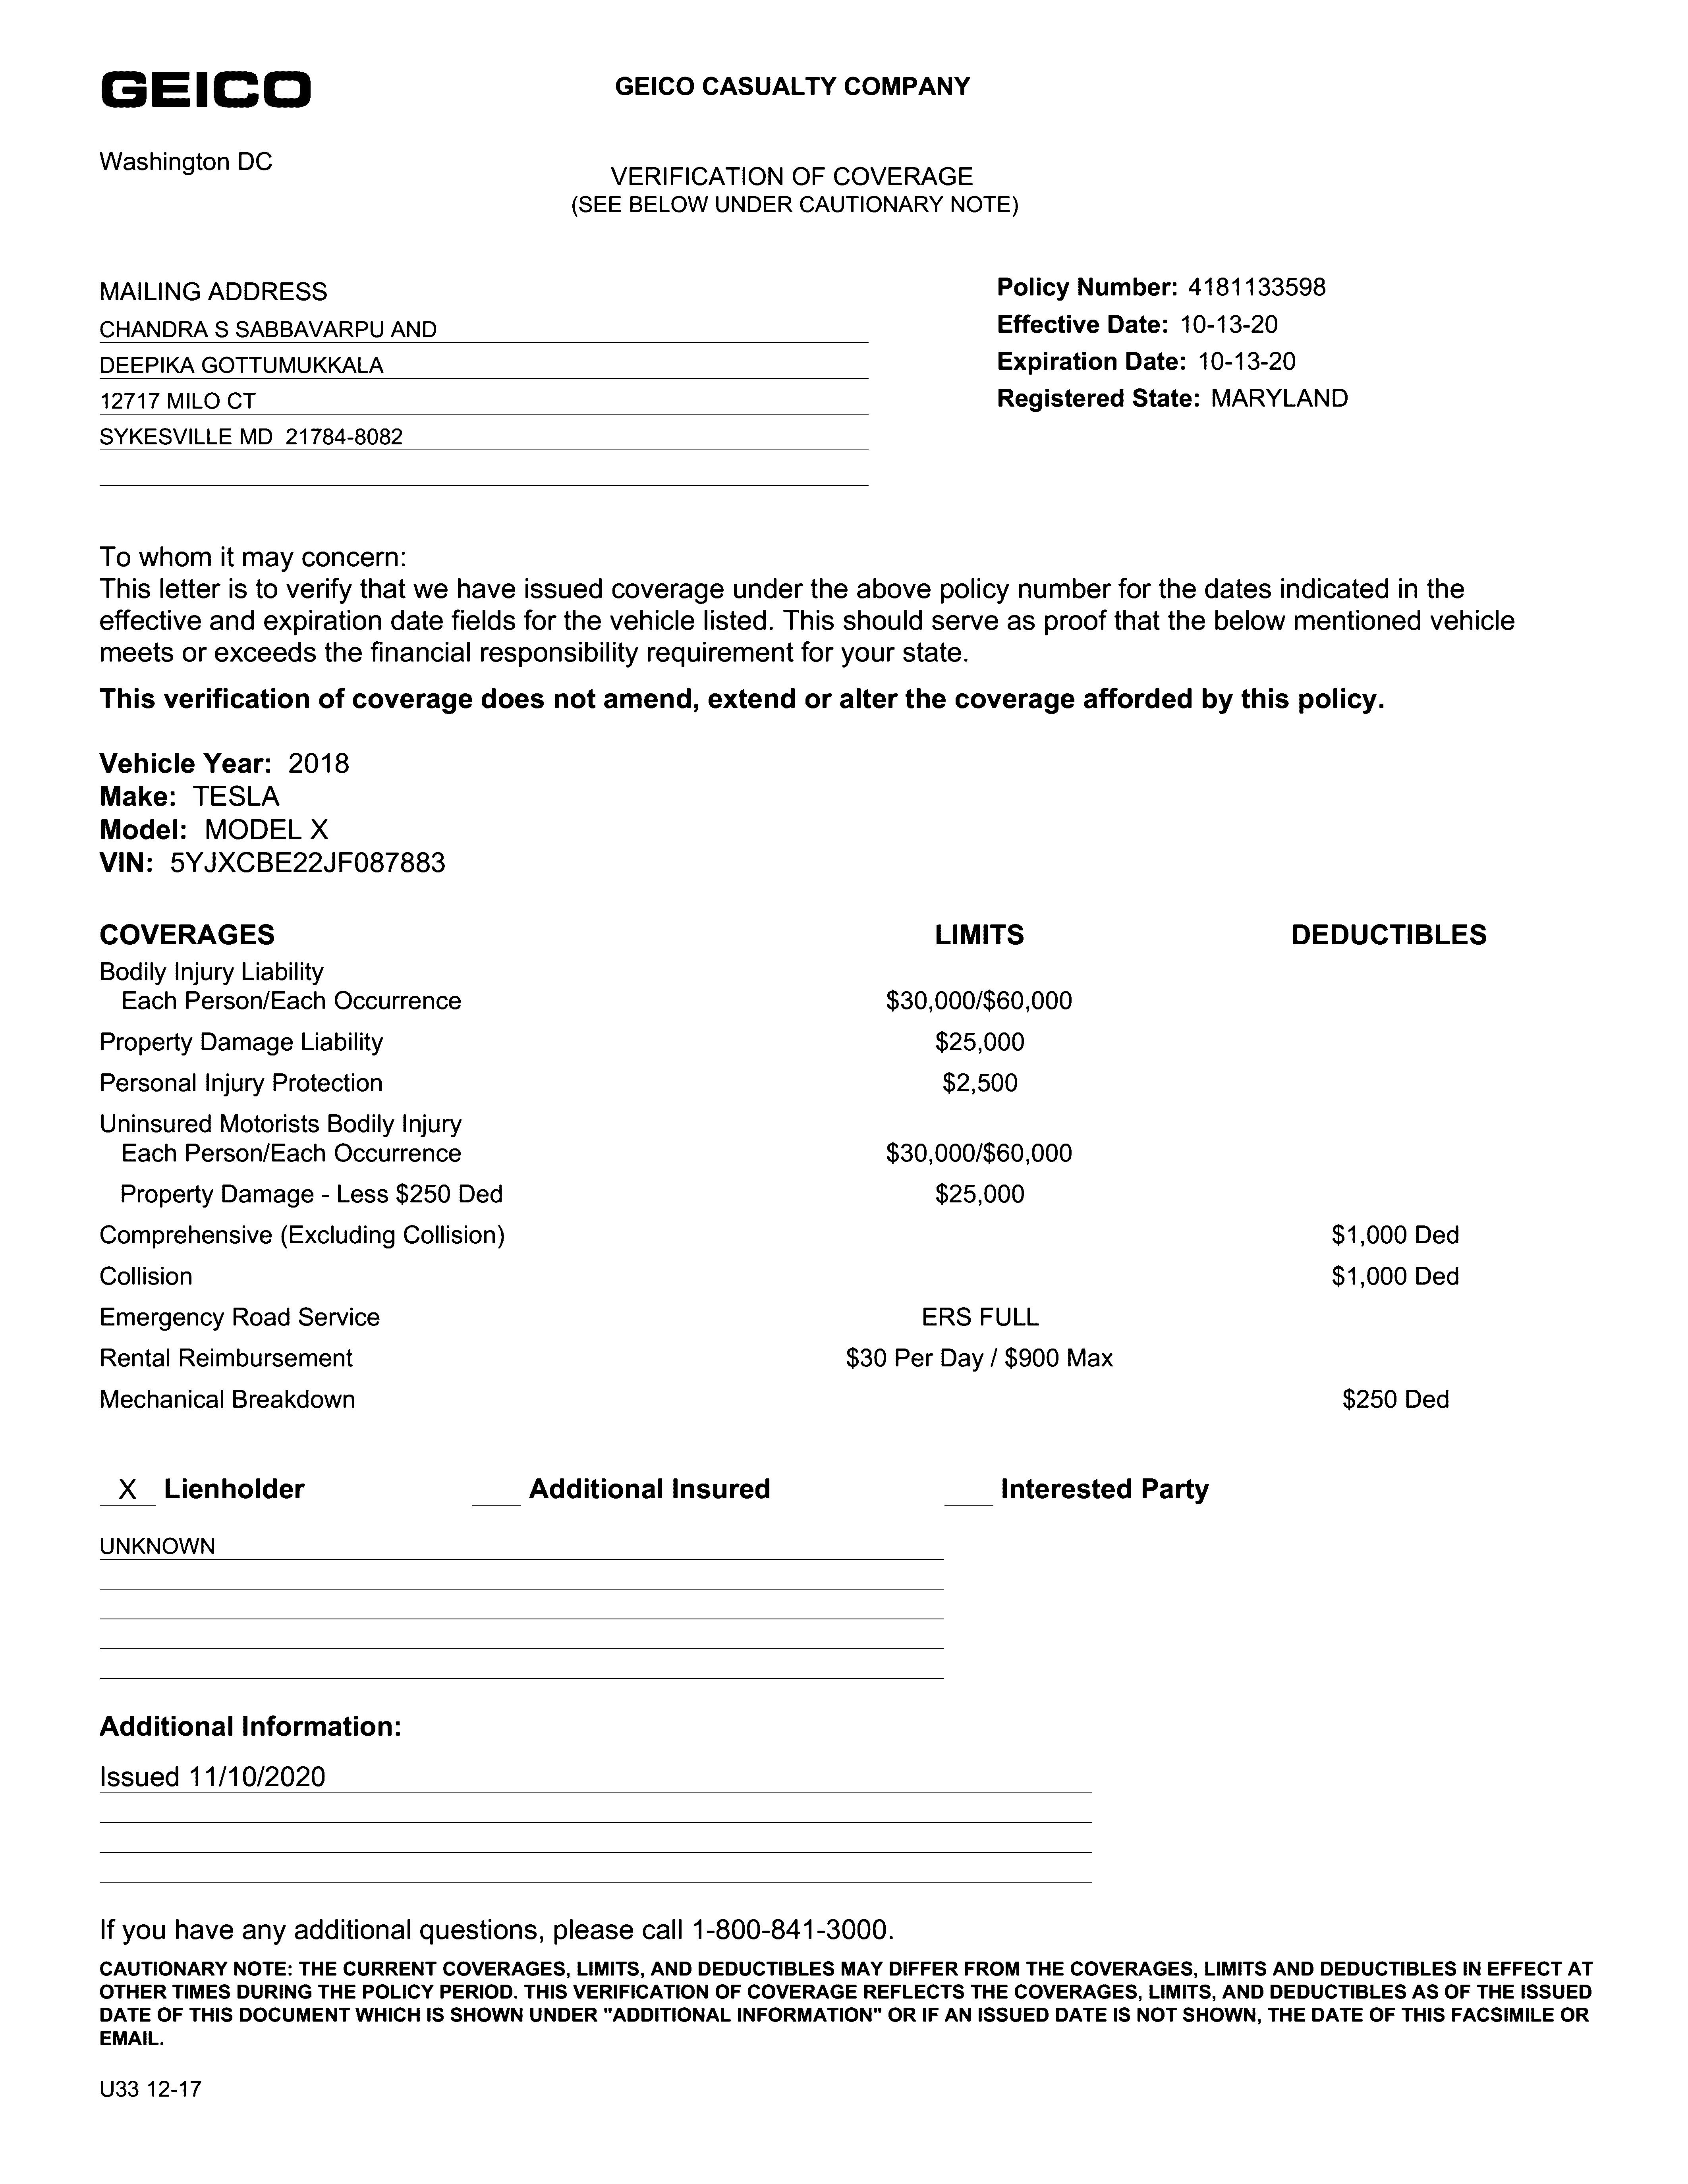 GEICO
GEICO CASUALTY COMPANY
Washington DC
VERIFICATION OF COVERAGE
(SEE BELOW UNDER CAUTIONARY NOTE)
MAILING ADDRESS
CHANDRA S SABBAVARPU AND
DEEPIKA GOTTUMUKKALA
12717 MILO CT
SYKESVILLE MD 21784-8082
Policy Number: 4181133598
Effective Date: 10-13-20
Expiration Date: 10-13-20
Registered State: MARYLAND
To whom it may concern:
This letter is to verify that we have issued coverage under the above policy number for the dates indicated in the
effective and expiration date fields for the vehicle listed. This should serve as proof that the below mentioned vehicle
meets or exceeds the financial responsibility requirement for your state.
This verification of coverage does not amend, extend or alter the coverage afforded by this policy.
Vehicle Year: 2018
Make: TESLA
Model: MODEL X
VIN: 5YJXCBE22JF087883
COVERAGES LIMITS DEDUCTIBLES
Bodily Injury Liability
Each Person/Each Occurrence $30,000/$60,000
Property Damage Liability $25,000
Personal Injury Protection $2,500
Uninsured Motorists Bodily Injury
Each Person/Each Occurrence $30,000/$60,000
Property Damage - Less $250 Ded $25,000
Comprehensive (Excluding Collision) $1,000 Ded
Collision $1,000 Ded
Emergency Road Service ERS FULL
Rental Reimbursement $30 Per Day / $900 Max
Mechanical Breakdown $250 Ded
X Lienholder Additional Insured Interested Party
UNKNOWN
Additional Information:
Issued 11/10/2020
If you have any additional questions, please call 1-800-841-3000.
CAUTIONARY NOTE: THE CURRENT COVERAGES, LIMITS, AND DEDUCTIBLES MAY DIFFER FROM THE COVERAGES, LIMITS AND DEDUCTIBLES IN EFFECT AT
OTHER TIMES DURING THE POLICY PERIOD. THIS VERIFICATION OF COVERAGE REFLECTS THE COVERAGES, LIMITS, AND DEDUCTIBLES AS OF THE ISSUED
DATE OF THIS DOCUMENT WHICH IS SHOWN UNDER "ADDITIONAL INFORMATION" OR IF AN ISSUED DATE IS NOT SHOWN, THE DATE OF THIS FACSIMILE OR
EMAIL.
U33 12-17